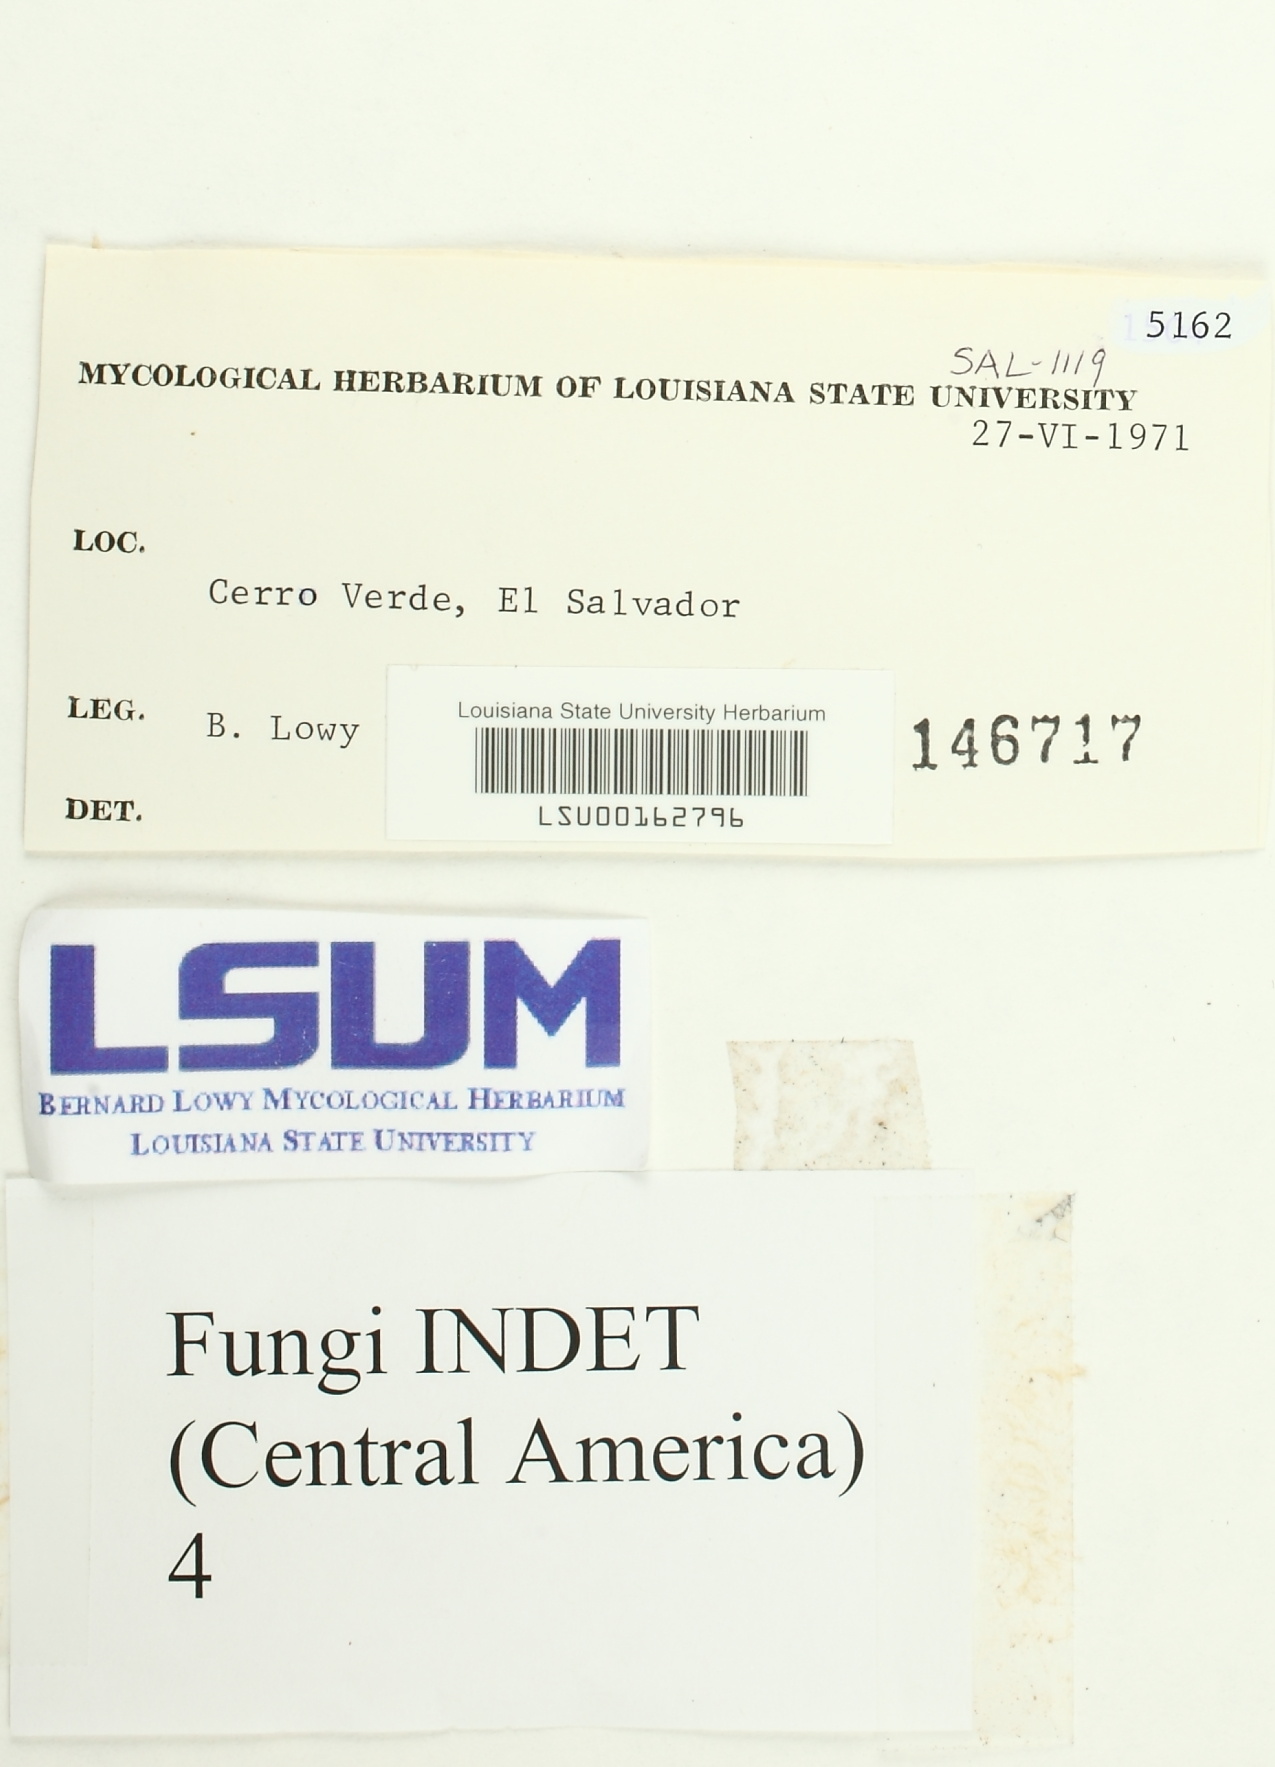 5162
SAL-1119
MYCOLOGICAL HERBARIUM OF LOUISIANA STATE UNIVERSITY
27-VI-1971
LOC.
Cerro Verde, El Salvador
LEG.
B. Lowy
Louisiana State University Herbarium
LSU00162796
146717
DET.
LSUM
BERNARD LOWY MYCOLOGICAL HERBARIUM
LOUISIANA STATE UNIVERSITY
Fungi INDET
(Central America)
4